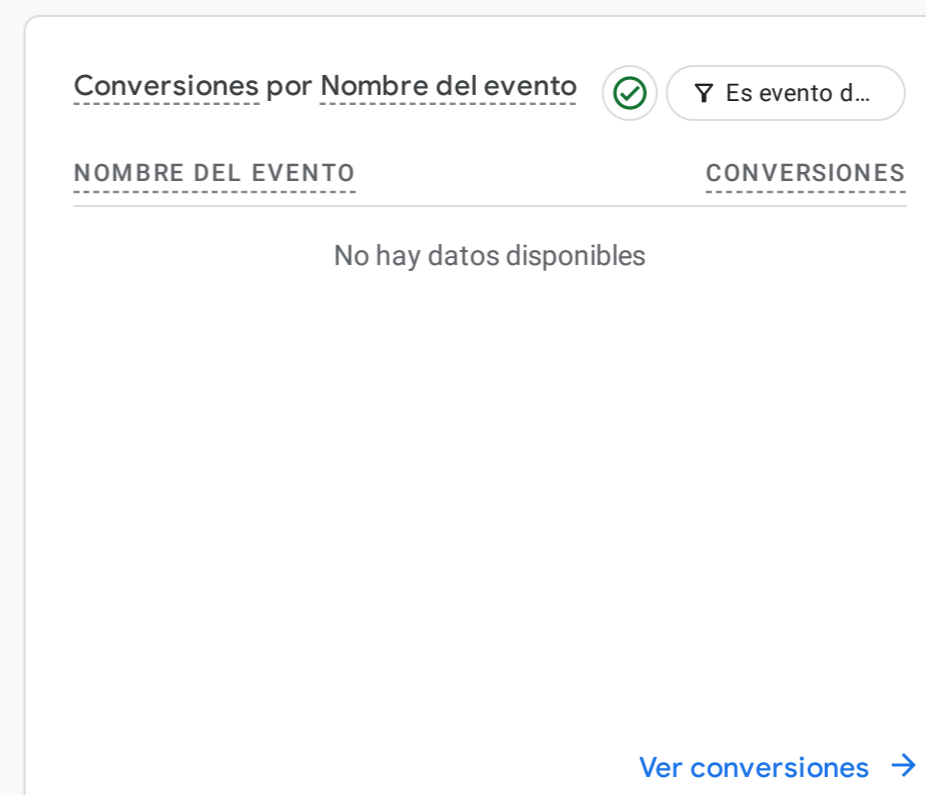 Conversiones por Nombre del evento
Es evento d...
NOMBRE DEL EVENTO CONVERSIONES
No hay datos disponibles
Ver conversiones